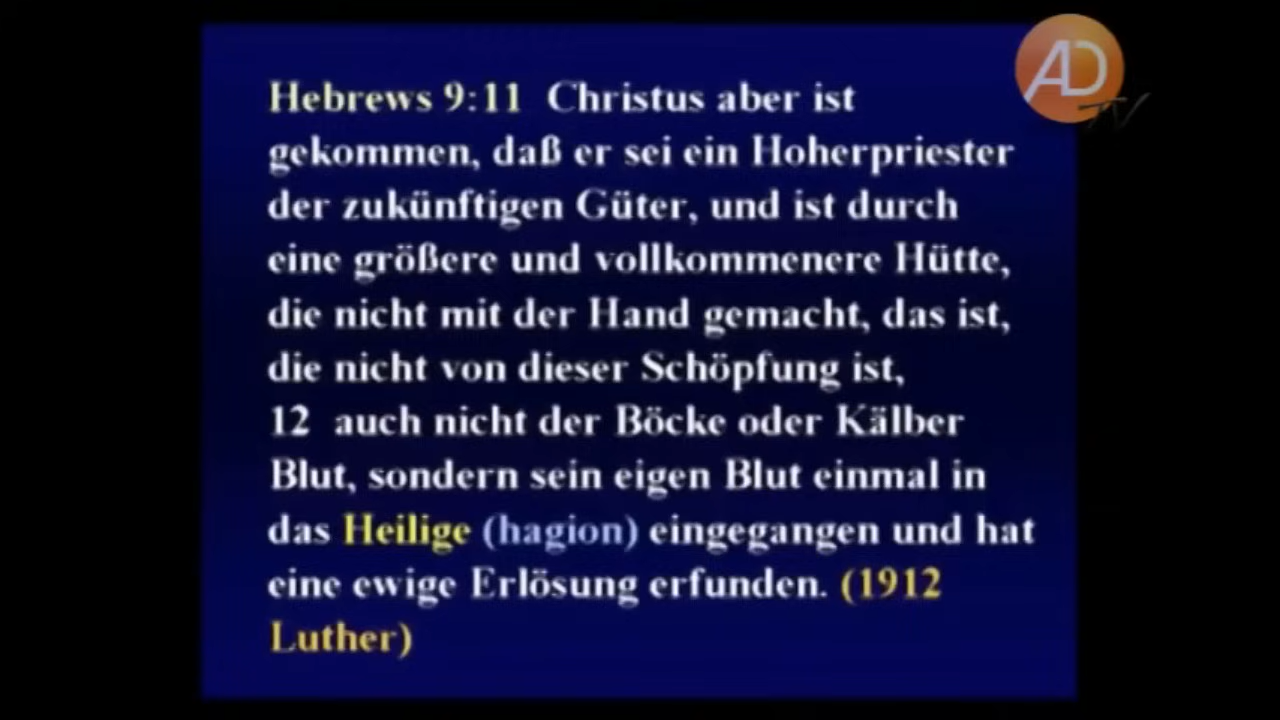 AD
TV
Hebrews 9:11 Christus aber ist
gekommen, daß er sei ein Hoherpriester
der zukünftigen Güter, und ist durch
eine größere und vollkommenere Hütte,
die nicht mit der Hand gemacht, das ist,
die nicht von dieser Schöpfung ist,
12 auch nicht der Böcke oder Kälber
Blut, sondern sein eigen Blut einmal in
das Heilige (hagion) eingegangen und hat
eine ewige Erlösung erfunden. (1912
Luther)